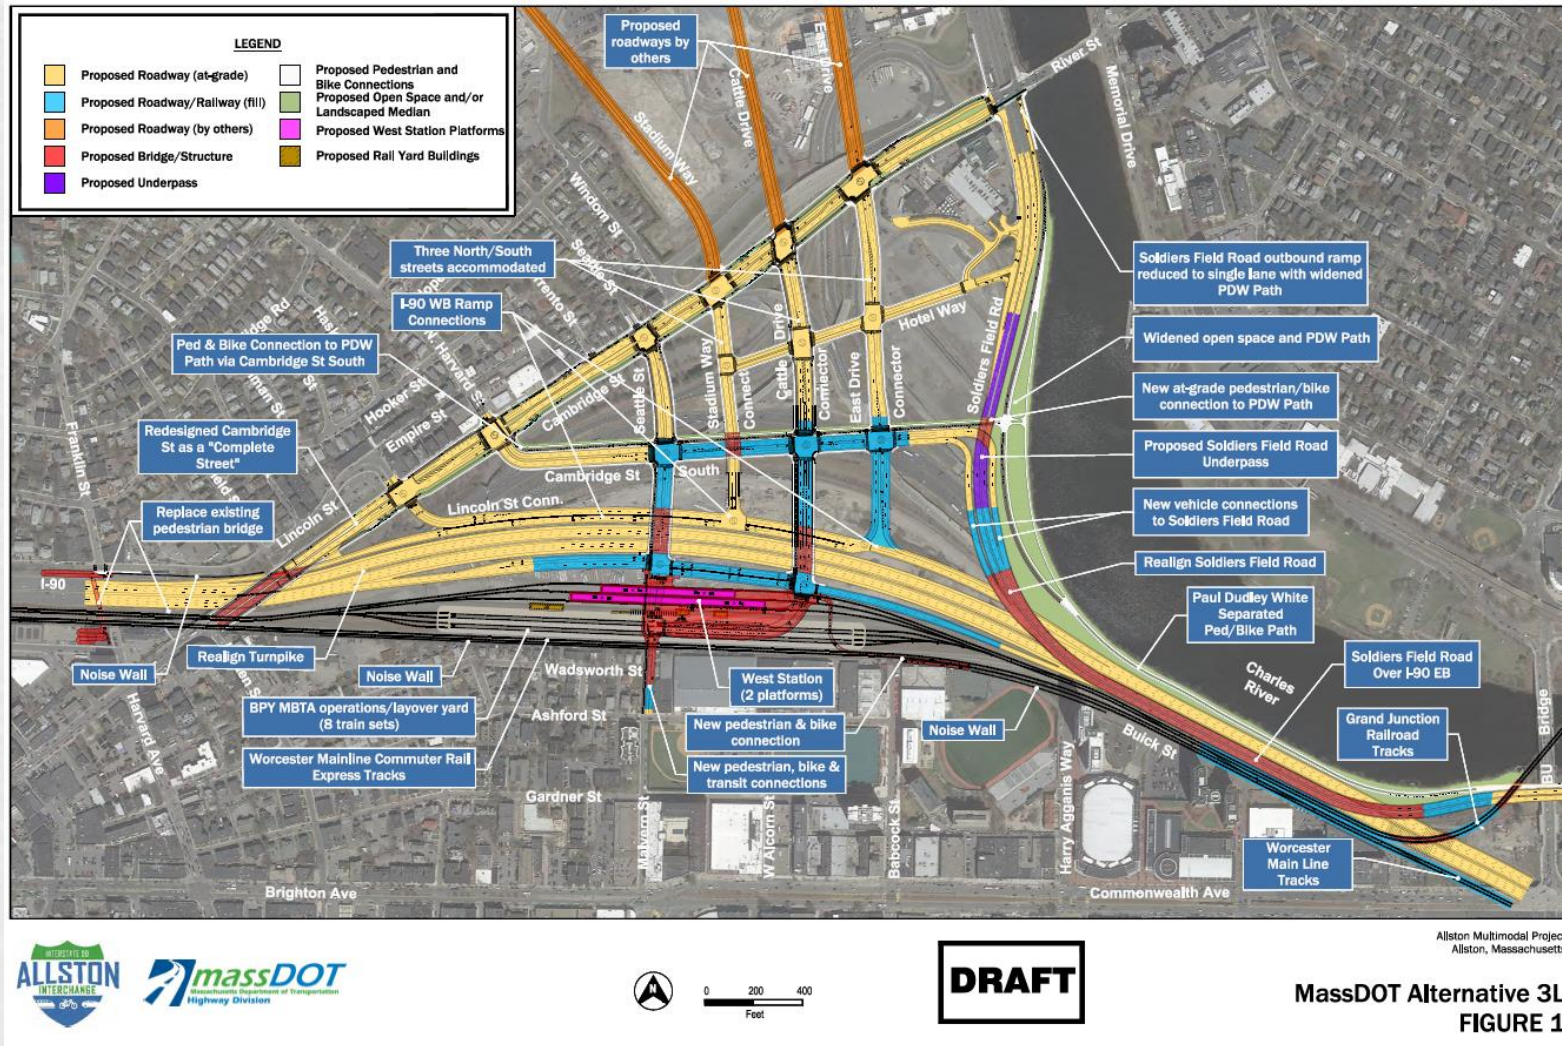 LEGEND
Proposed Roadway (at-grade)
Proposed Roadway/Railway (fill)
Proposed Roadway (by others)
Proposed Bridge/Structure
Proposed Underpass
Proposed Pedestrian and
Bike Connections
Proposed Open Space and/or
Landscaped Median
Proposed West Station Platforms
Proposed Rail Yard Buildings
Proposed
roadways by
others
Stadium Way
Cattle Drive
East Drive
River St
Memorial Drive
Windom St
Seattle St
Hooker St
Empire St
N. Harvard St
Franklin St
Lincoln St
Three North/South
streets accommodated
I-90 WB Ramp
Connections
Ped & Bike Connection to PDW
Path via Cambridge St South
Redesigned Cambridge
St as a "Complete
Street"
Replace existing
pedestrian bridge
I-90
Cambridge St
Seattle St
Stadium Way
Connect
Cattle
Drive
Connector
East Drive
Connector
Hotel Way
Soldiers Field Rd
Cambridge St
South
Lincoln St Conn.
Soldiers Field Road outbound ramp
reduced to single lane with widened
PDW Path
Widened open space and PDW Path
New at-grade pedestrian/bike
connection to PDW Path
Proposed Soldiers Field Road
Underpass
New vehicle connections
to Soldiers Field Road
Realign Soldiers Field Road
Paul Dudley White
Separated
Ped/Bike Path
Soldiers Field Road
Over I-90 EB
Grand Junction
Railroad
Tracks
Charles
River
BU Bridge
Noise Wall
Realign Turnpike
Noise Wall
BPY MBTA operations/layover yard
(8 train sets)
Worcester Mainline Commuter Rail
Express Tracks
Wadsworth St
Ashford St
Gardner St
West Station
(2 platforms)
New pedestrian & bike
connection
New pedestrian, bike &
transit connections
Noise Wall
Buick St
Harvard Ave
Malvern St
W Alcorn St
Babcock St
Harry Agganis Way
Worcester
Main Line
Tracks
Brighton Ave
Commonwealth Ave
INTERSTATE 90
ALLSTON
INTERCHANGE
massDOT
Massachusetts Department of Transportation
Highway Division
N
0 200 400
Feet
DRAFT
Allston Multimodal Projec
Allston, Massachusetts
MassDOT Alternative 3L
FIGURE 1